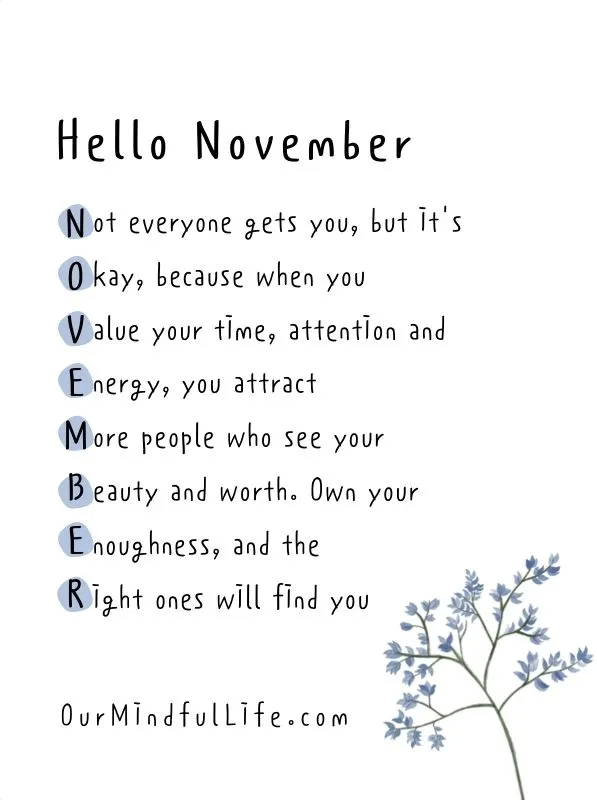 Hello November
Not everyone gets you, but it's
Okay, because when you
Value your time, attention and
Energy, you attract
More people who see your
Beauty and worth. Own your
Enoughness, and the
Right ones will find you
OurMindfulLife.com